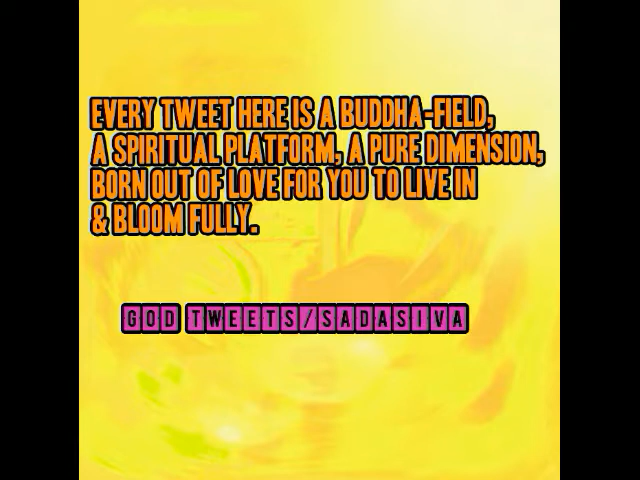 EVERY TWEET HERE IS A BUDDHA-FIELD,
A SPIRITUAL PLATFORM, A PURE DIMENSION,
BORN OUT OF LOVE FOR YOU TO LIVE IN
& BLOOM FULLY.
GOD TWEETS/SADASIVA